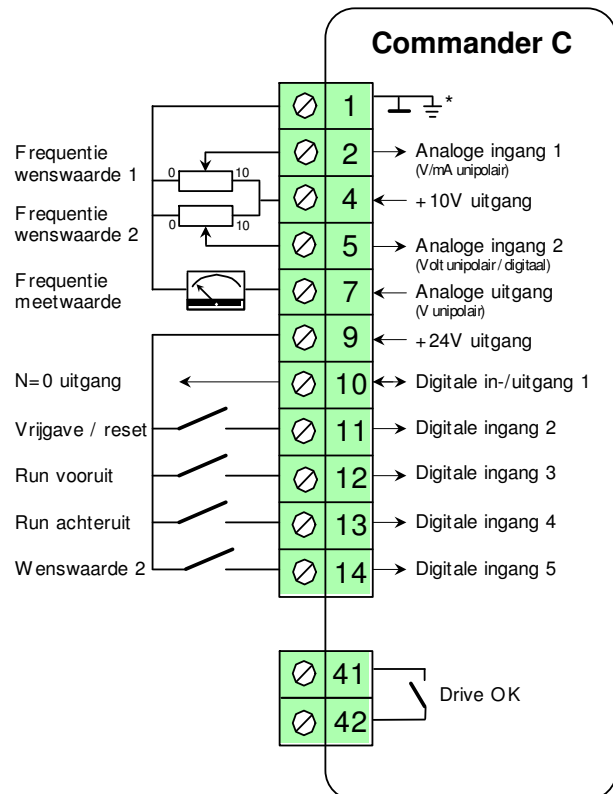 Commander C
1 *
Frequentie wenswaarde 1
0 10
2 Analoge ingang 1
(V/mA unipolair)
4 +10V uitgang
Frequentie wenswaarde 2
0 10
5 Analoge ingang 2
(Volt unipolair/digitaal)
Frequentie meetwaarde
7 Analoge uitgang
(V unipolair)
9 +24V uitgang
N=0 uitgang 10 Digitale in-/uitgang 1
Vrijgave / reset 11 Digitale ingang 2
Run vooruit 12 Digitale ingang 3
Run achteruit 13 Digitale ingang 4
Wenswaarde 2 14 Digitale ingang 5
41
Drive OK
42